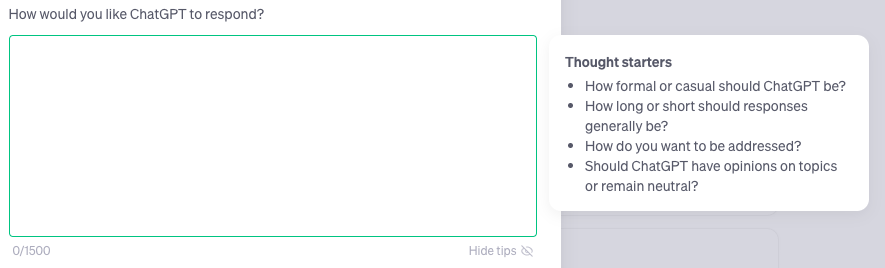 How would you like ChatGPT to respond?
Thought starters
• How formal or casual should ChatGPT be?
• How long or short should responses
generally be?
• How do you want to be addressed?
• Should ChatGPT have opinions on topics
or remain neutral?
0/1500
Hide tips